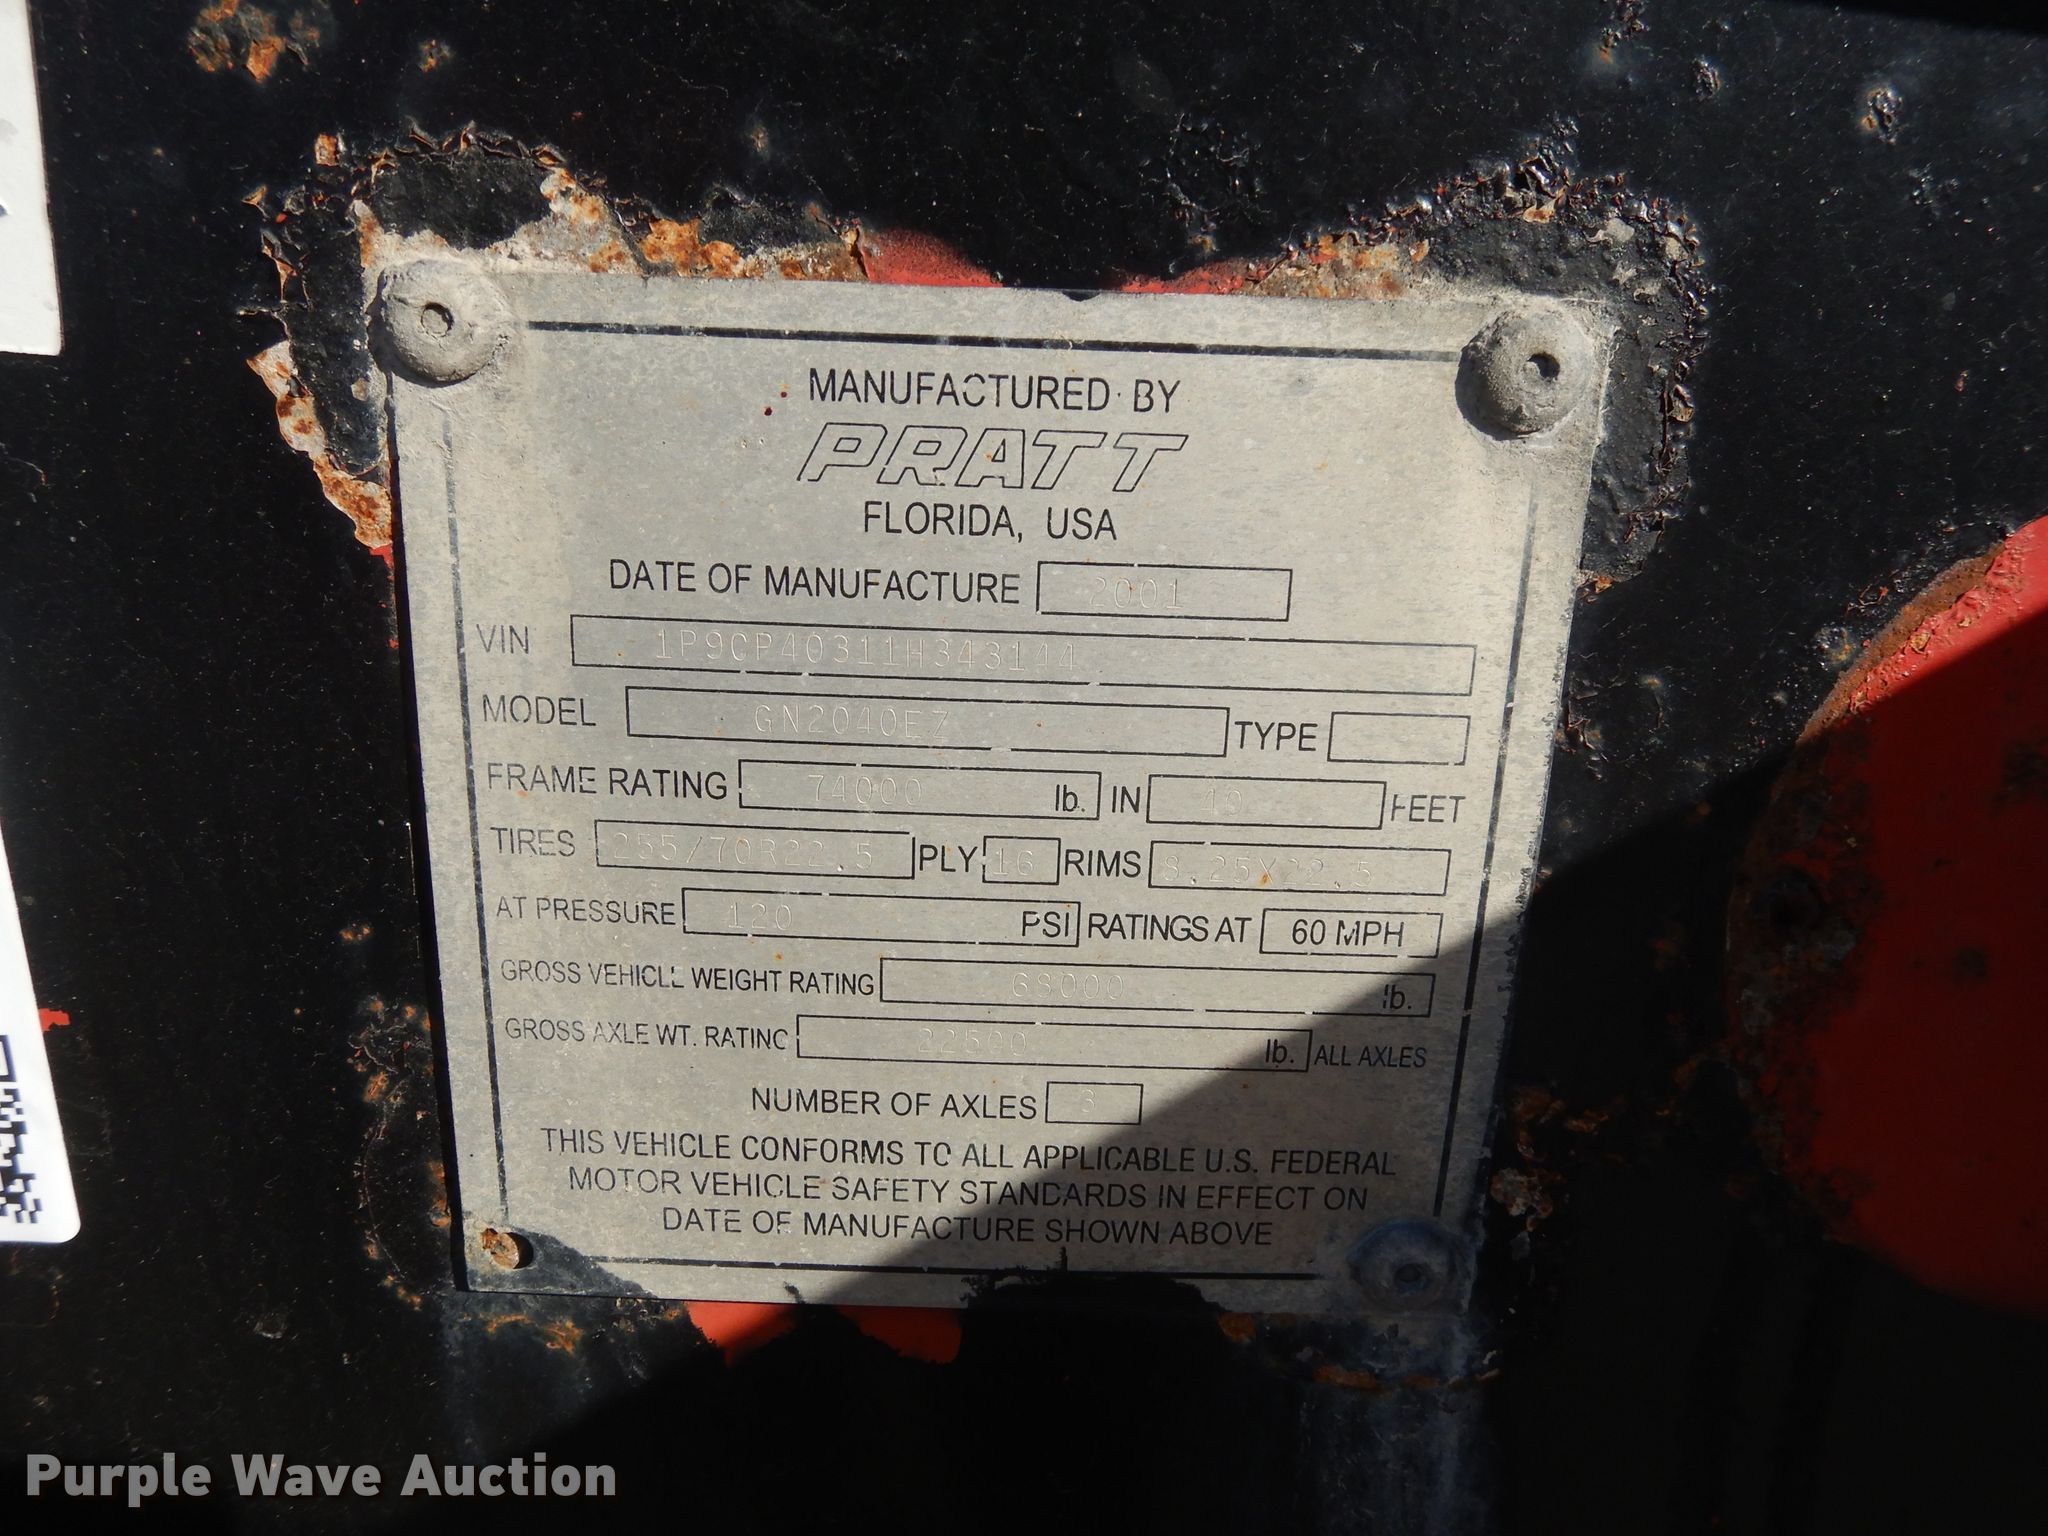 MANUFACTURED BY
PRATT
FLORIDA, USA
DATE OF MANUFACTURE 2001
VIN 1P9CP40311H343144
MODEL GN2040EZ TYPE
FRAME RATING 74000 lb. IN 40 FEET
TIRES 255/70R22.5 PLY 16 RIMS 8.25X22.5
AT PRESSURE 120 PSI RATINGS AT 60 MPH
GROSS VEHICLE WEIGHT RATING 68000 lb.
GROSS AXLE WT. RATING 22500 lb. ALL AXLES
NUMBER OF AXLES 3
THIS VEHICLE CONFORMS TO ALL APPLICABLE U.S. FEDERAL
MOTOR VEHICLE SAFETY STANDARDS IN EFFECT ON
DATE OF MANUFACTURE SHOWN ABOVE
Purple Wave Auction